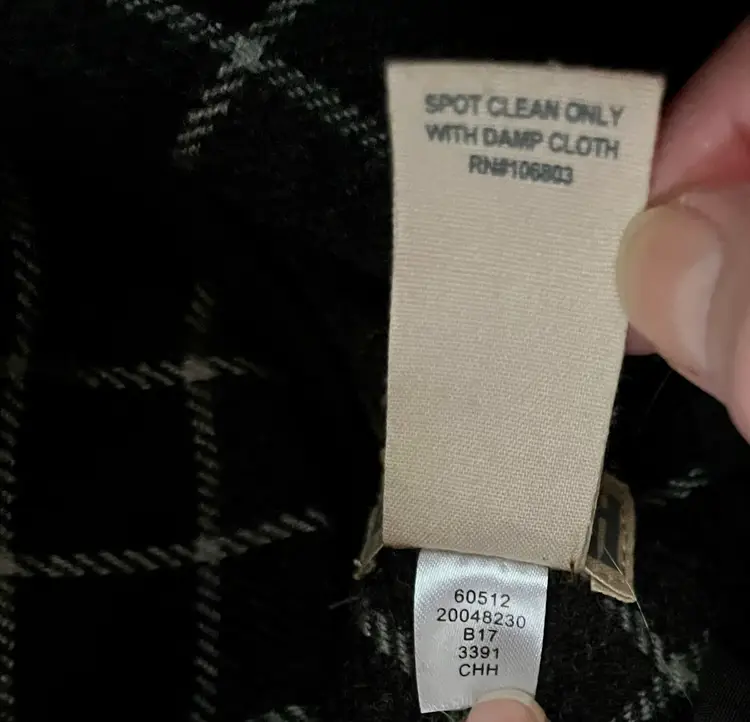 SPOT CLEAN ONLY
WITH DAMP CLOTH
RN#106803
60512
20048230
B17
3391
CHH